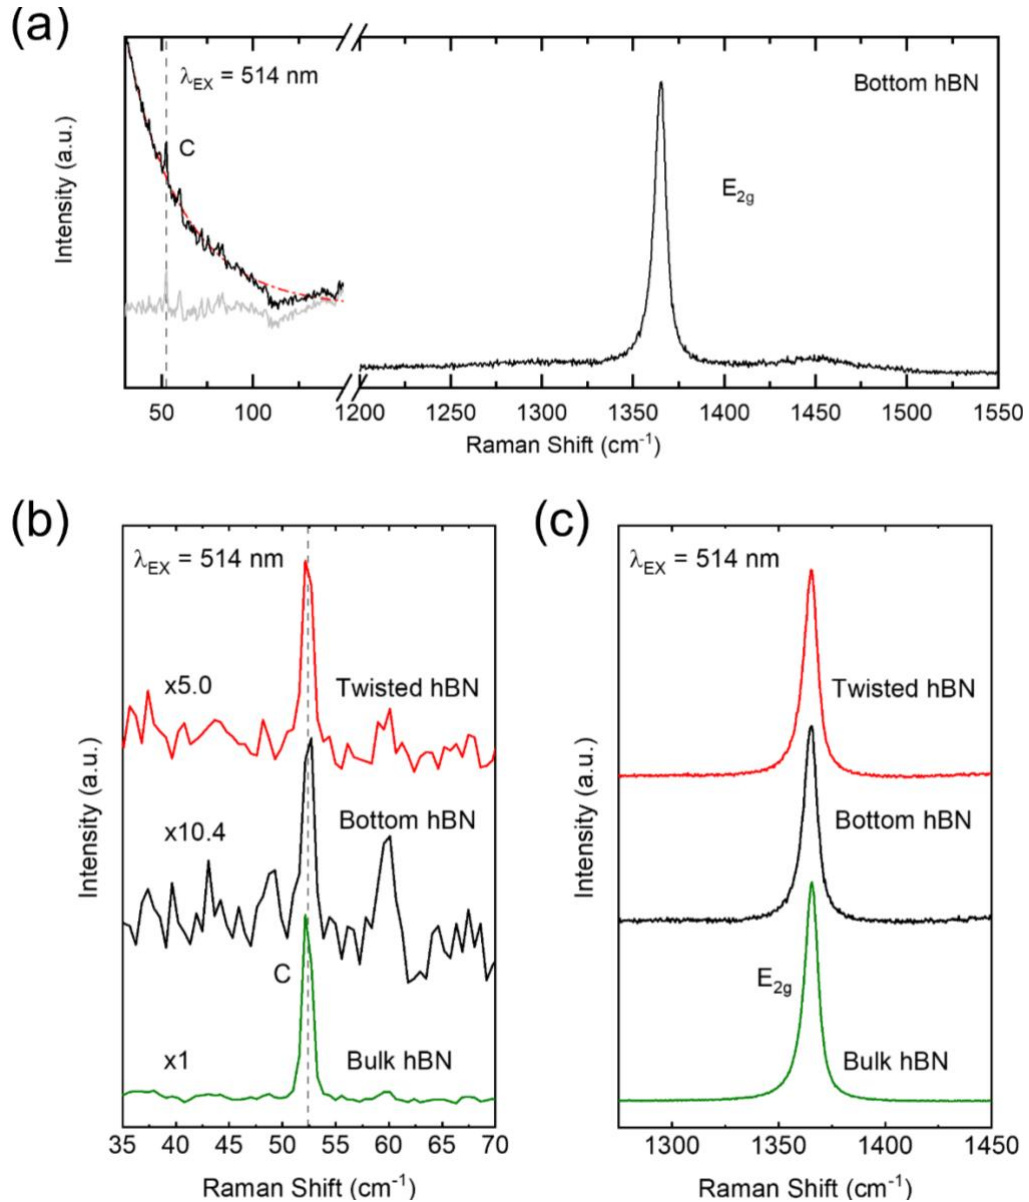 (a)
λEX = 514 nm
Bottom hBN
C
E2g
Intensity (a.u.)
50 100 1200 1250 1300 1350 1400 1450 1500 1550
Raman Shift (cm-1)
(b)
λEX = 514 nm
x5.0
Twisted hBN
x10.4
Bottom hBN
C
x1
Bulk hBN
Intensity (a.u.)
35 40 45 50 55 60 65 70
Raman Shift (cm-1)
(c)
λEX = 514 nm
Twisted hBN
Bottom hBN
E2g
Bulk hBN
Intensity (a.u.)
1300 1350 1400 1450
Raman Shift (cm-1)